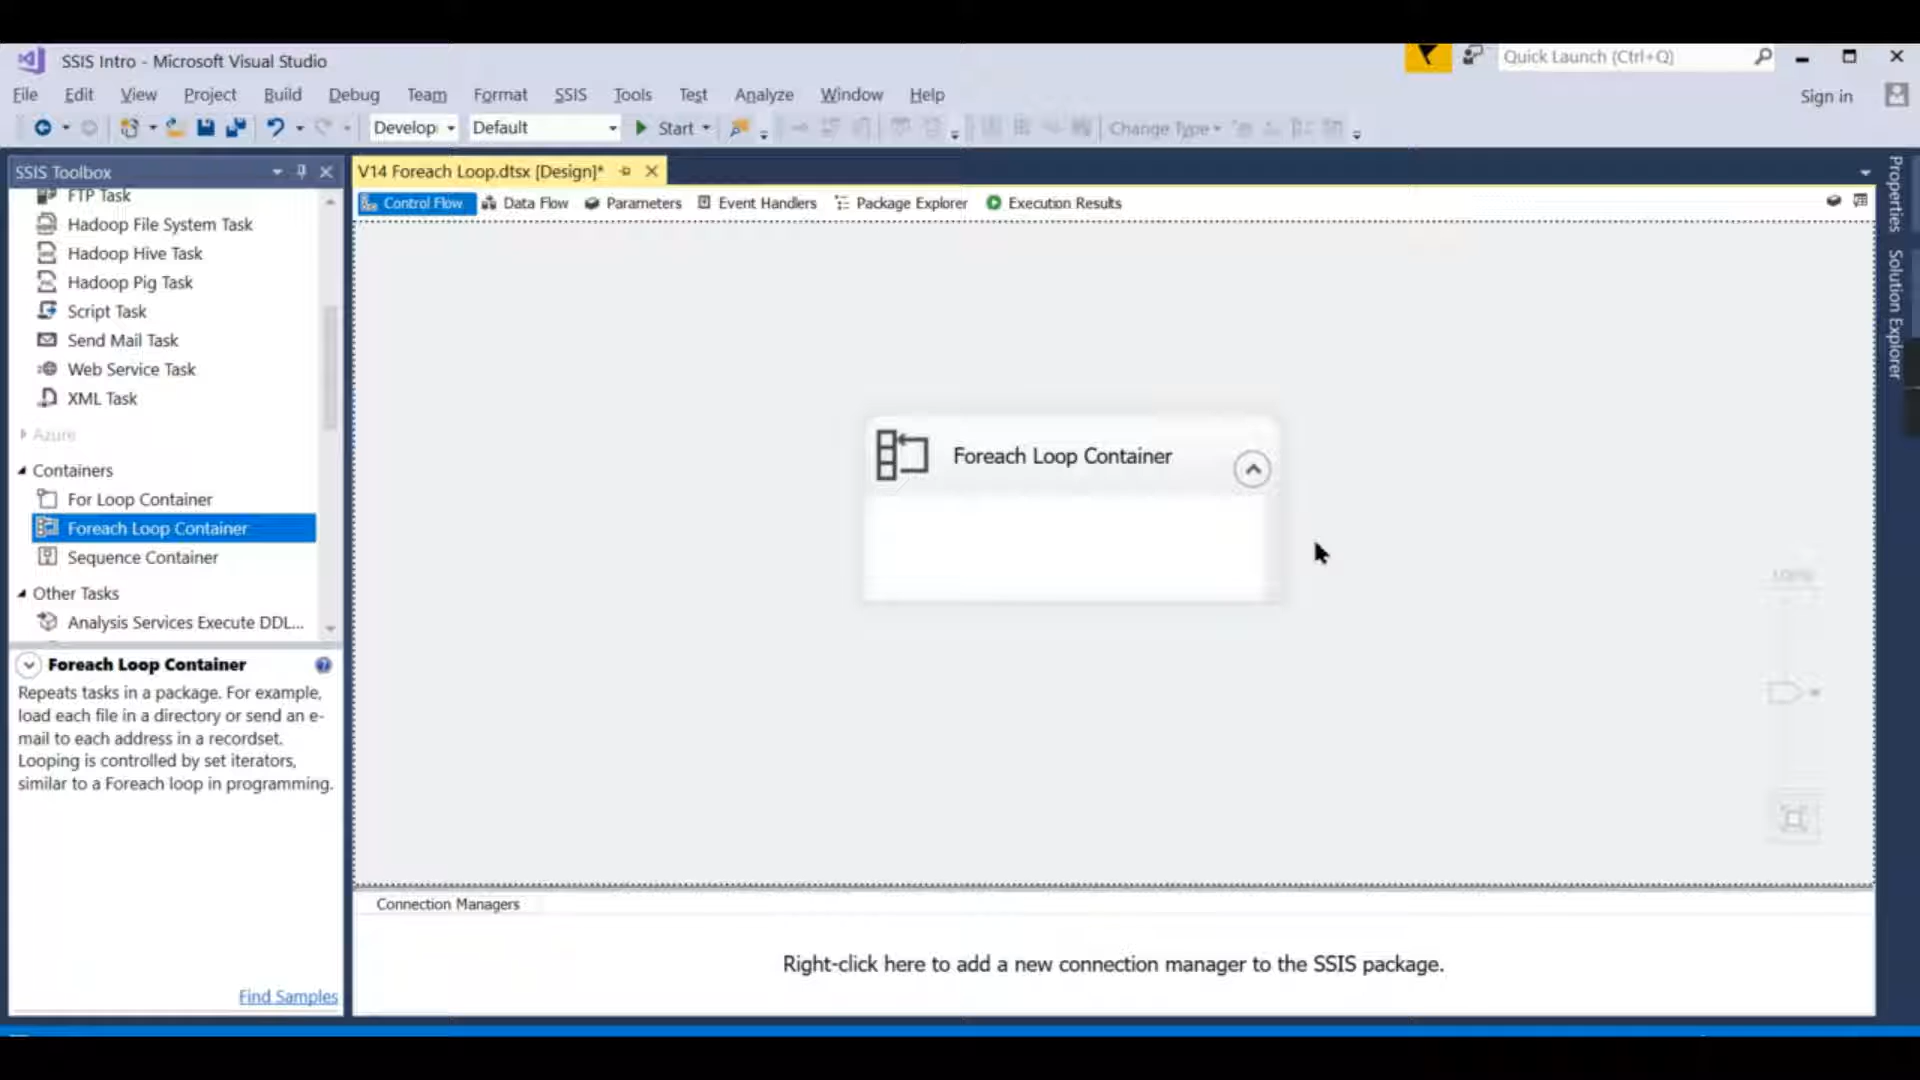 SSIS Intro - Microsoft Visual Studio
Quick Launch (Ctrl+Q)
File Edit View Project Build Debug Team Format SSIS Tools Test Analyze Window Help
Sign in
Develop Default Start Change Type
SSIS Toolbox
V14 Foreach Loop.dtsx [Design]*
Control Flow Data Flow Parameters Event Handlers Package Explorer Execution Results
Properties
Solution Explorer
FTP Task
Hadoop File System Task
Hadoop Hive Task
Hadoop Pig Task
Script Task
Send Mail Task
Web Service Task
XML Task
Azure
Containers
For Loop Container
Foreach Loop Container
Sequence Container
Other Tasks
Analysis Services Execute DDL...
Foreach Loop Container
Repeats tasks in a package. For example,
load each file in a directory or send an e-
mail to each address in a recordset.
Looping is controlled by set iterators,
similar to a Foreach loop in programming.
Find Samples
Foreach Loop Container
Connection Managers
Right-click here to add a new connection manager to the SSIS package.